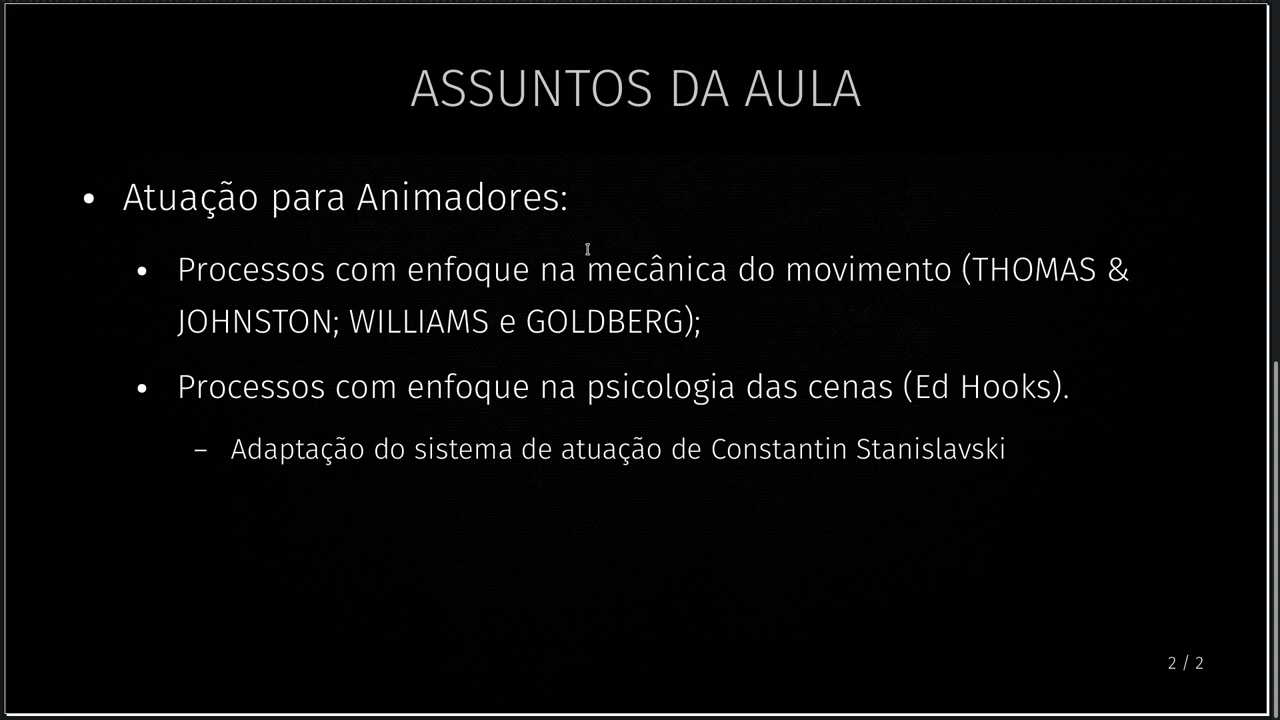 ASSUNTOS DA AULA
• Atuação para Animadores:
• Processos com enfoque na mecânica do movimento (THOMAS &
JOHNSTON; WILLIAMS e GOLDBERG);
• Processos com enfoque na psicologia das cenas (Ed Hooks).
– Adaptação do sistema de atuação de Constantin Stanislavski
2 / 2